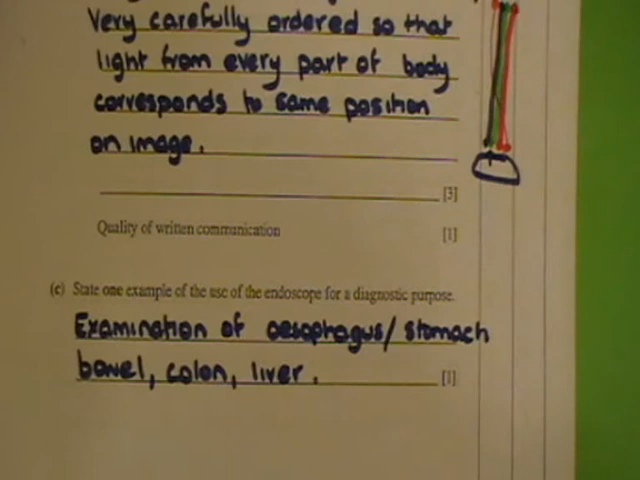 Very carefully ordered so that
light from every part of body
corresponds to same position
on image.
[3]
Quality of written communication [1]
(c) State one example of the use of the endoscope for a diagnostic purpose.
Examination of oesophagus/stomach
bowel, colon, liver. [1]